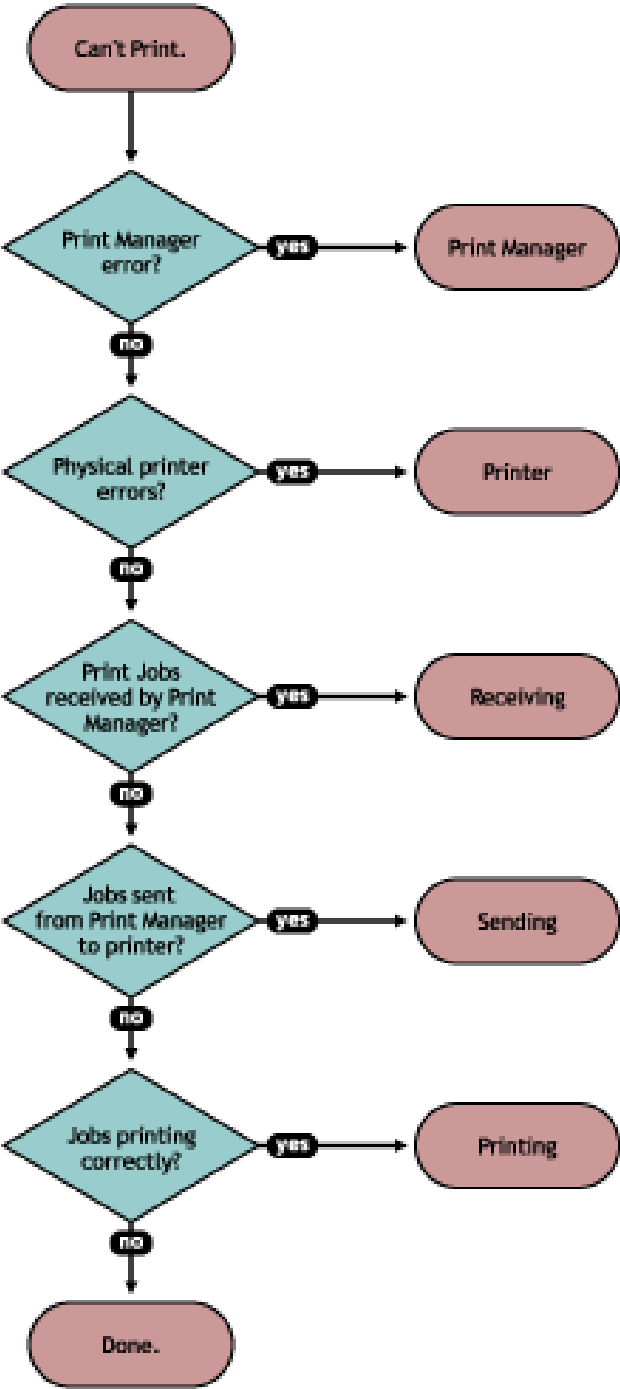 Can't Print.
Print Manager
error?
yes
Print Manager
no
Physical printer
errors?
yes
Printer
no
Print Jobs
received by Print
Manager?
yes
Receiving
no
Jobs sent
from Print Manager
to printer?
yes
Sending
no
Jobs printing
correctly?
yes
Printing
no
Done.